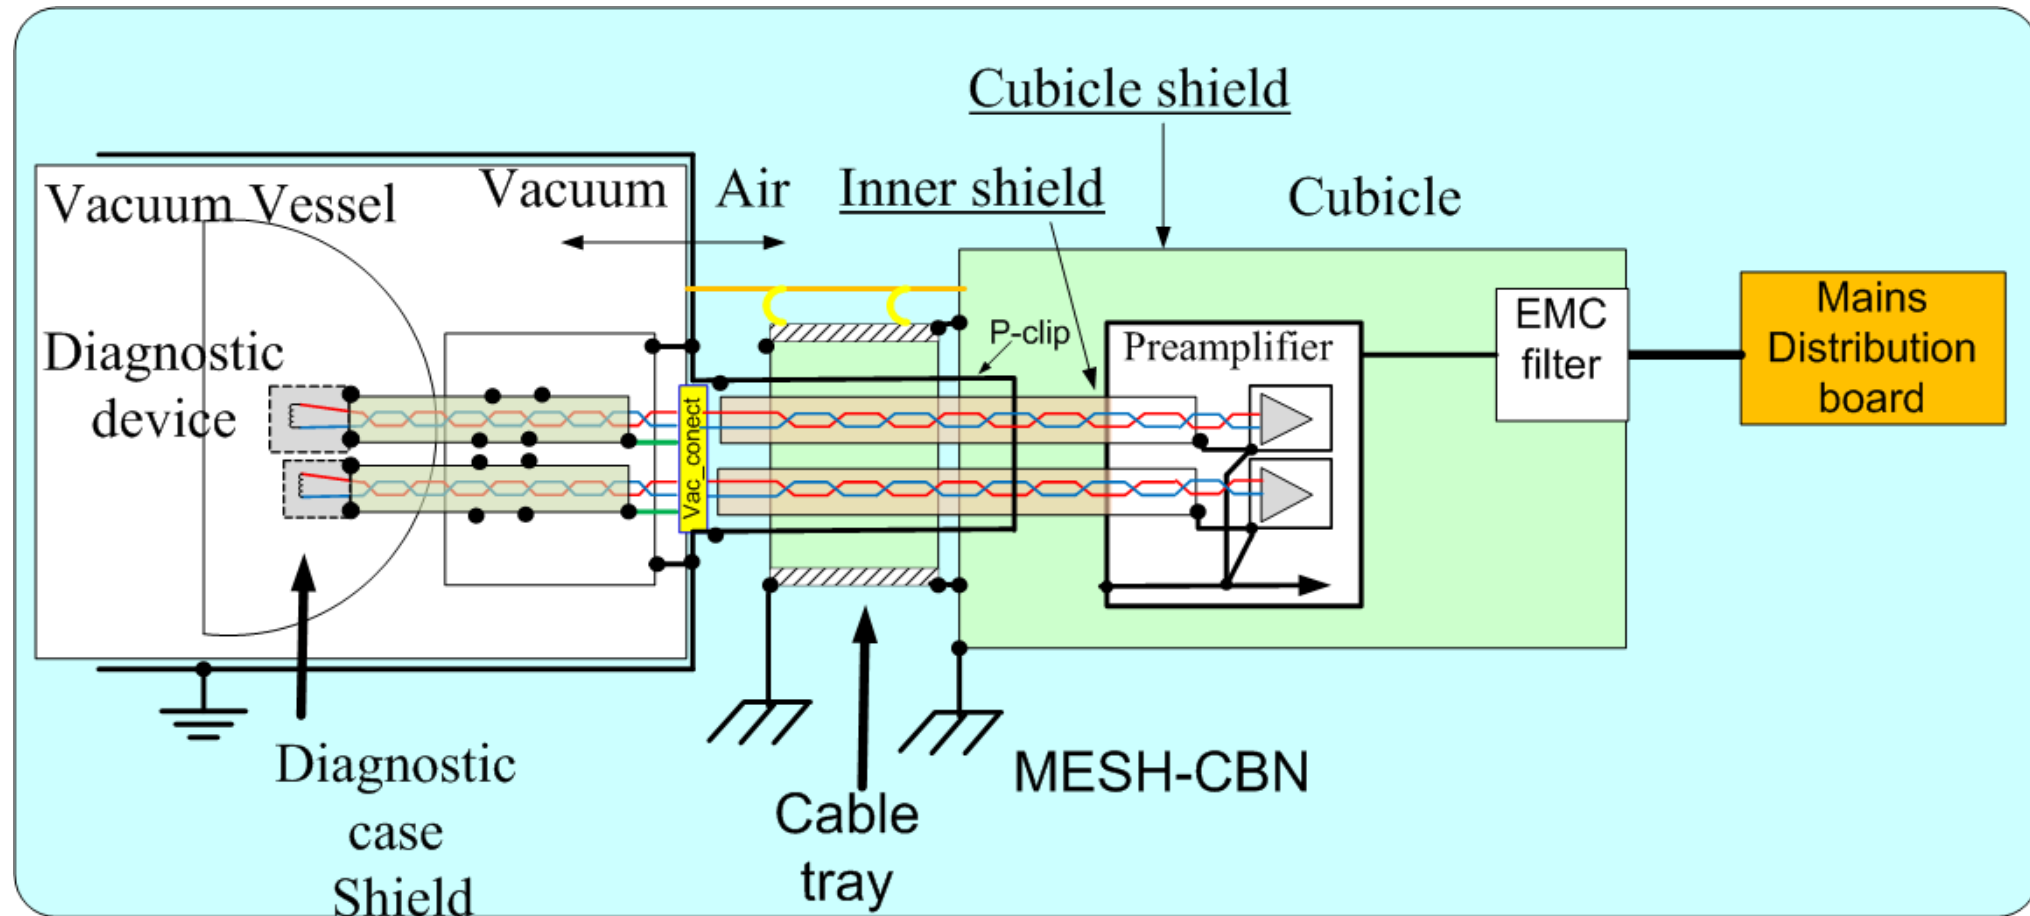 Cubicle shield
Vacuum Vessel
Vacuum
Air
Inner shield
Cubicle
Diagnostic
device
P-clip
Preamplifier
EMC
filter
Mains
Distribution
board
Vac_conect
Diagnostic
case
Shield
Cable
tray
MESH-CBN